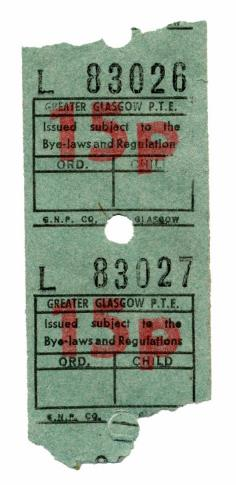 L 83026
GREATER GLASGOW P.T.E.
15p
Issued subject to the
Bye-laws and Regulation
ORD. CHILD
G.N.P. CO. GLASGOW
L 83027
GREATER GLASGOW P.T.E.
15p
Issued subject to the
Bye-laws and Regulations
ORD. CHILD
G.N.P. CO.